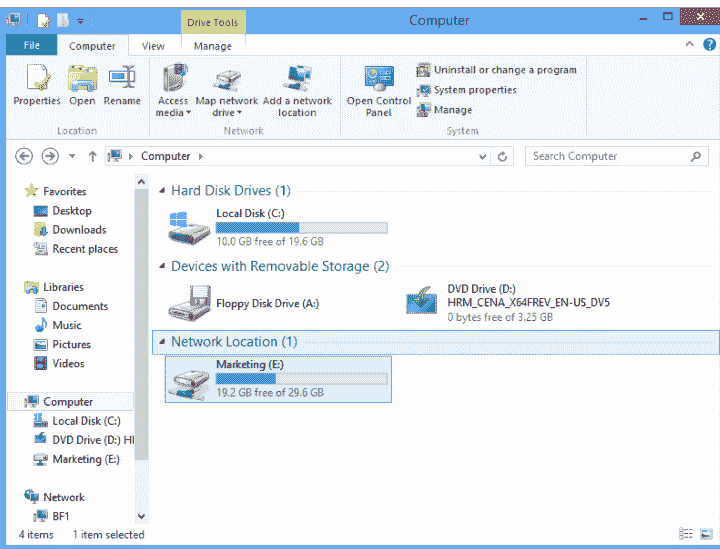 Drive Tools
Computer
File
Computer
View
Manage
Properties
Open
Rename
Access media
Map network drive
Add a network location
Open Control Panel
Uninstall or change a program
System properties
Manage
Location
Network
System
Computer
Search Computer
Favorites
Desktop
Downloads
Recent places
Libraries
Documents
Music
Pictures
Videos
Computer
Local Disk (C:)
DVD Drive (D:) HI
Marketing (E:)
Network
BF1
Hard Disk Drives (1)
Local Disk (C:)
10.0 GB free of 19.6 GB
Devices with Removable Storage (2)
Floppy Disk Drive (A:)
DVD Drive (D:)
HRM_CENA_X64FREV_EN-US_DV5
0 bytes free of 3.25 GB
Network Location (1)
Marketing (E:)
19.2 GB free of 29.6 GB
4 items
1 item selected